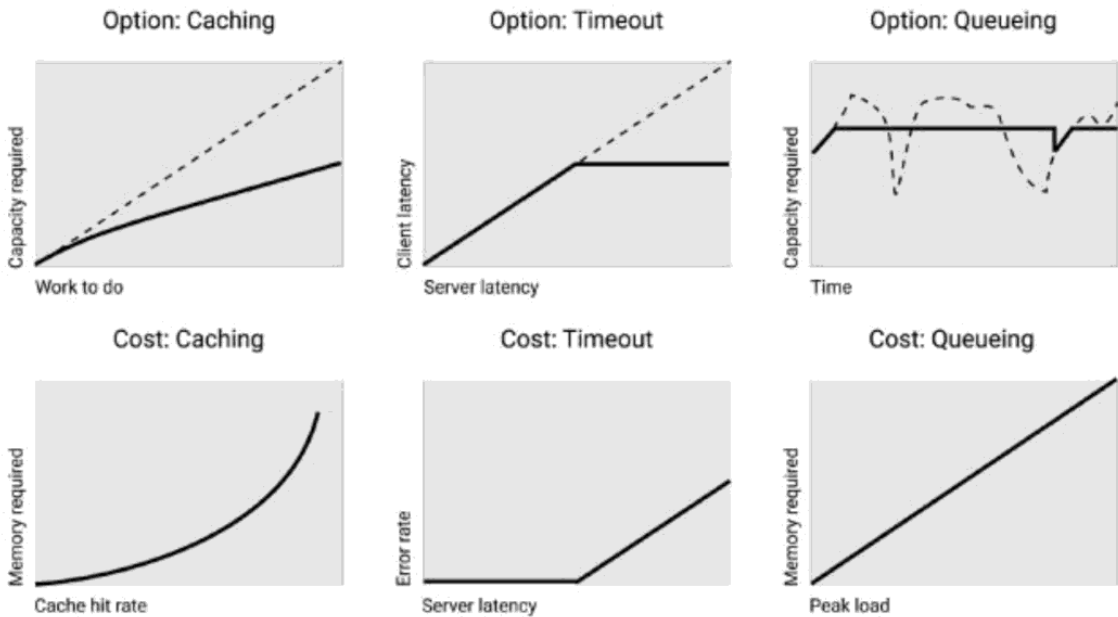 Option: Caching
Option: Timeout
Option: Queueing
Capacity required
Client latency
Capacity required
Work to do
Server latency
Time
Cost: Caching
Cost: Timeout
Cost: Queueing
Memory required
Error rate
Memory required
Cache hit rate
Server latency
Peak load